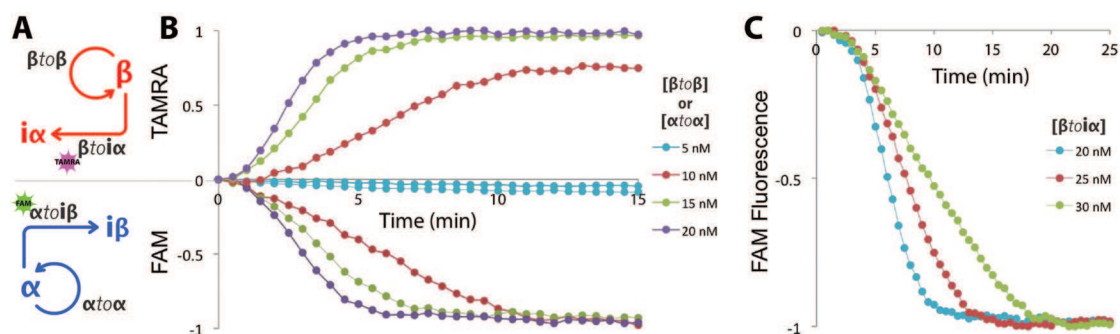 A
βtoβ
β
iα
βtoiα
TAMRA
FAM
αtoiβ
iβ
α
αtoα
B
TAMRA
FAM
1
0.5
0
-0.5
-1
5
10
15
Time (min)
[βtoβ]
or
[αtoα]
5 nM
10 nM
15 nM
20 nM
C
FAM Fluorescence
0
-0.5
-1
0
5
10
15
20
25
Time (min)
[βtoiα]
20 nM
25 nM
30 nM